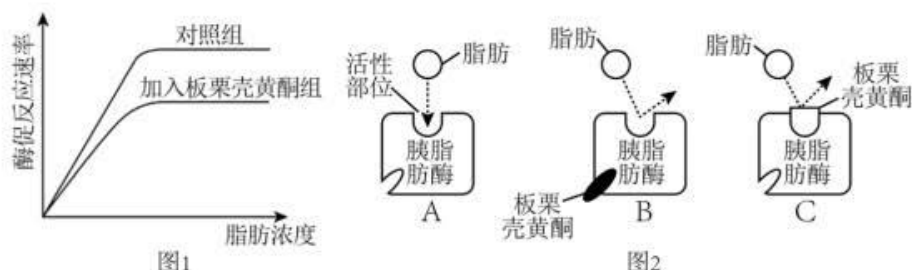 酶促反应速率
对照组
加入板栗壳黄酮组
脂肪浓度
图1
脂肪
活性
部位
胰脂
肪酶
A
脂肪
胰脂
肪酶
板栗
壳黄酮
B
脂肪
板栗
壳黄酮
胰脂
肪酶
C
图2